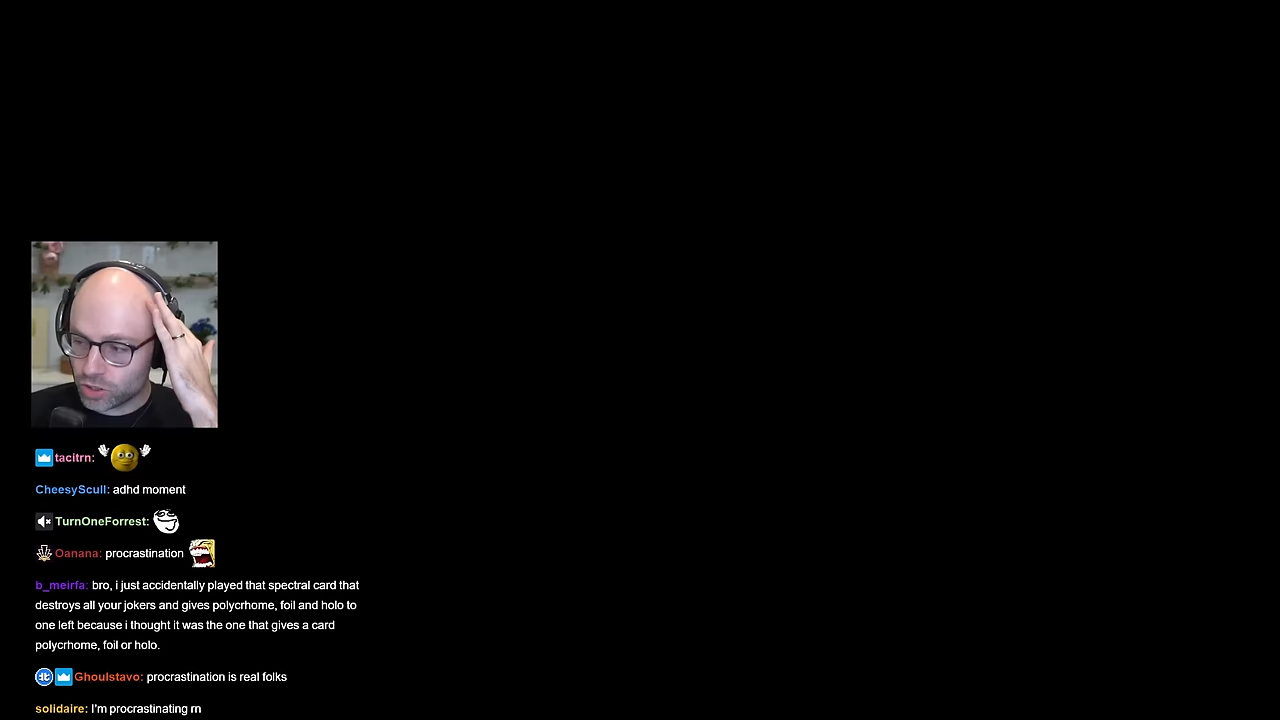 tacitrn:
CheesyScull: adhd moment
TurnOneForrest:
Oanana: procrastination
b_meirfa: bro, i just accidentally played that spectral card that
destroys all your jokers and gives polycrhome, foil and holo to
one left because i thought it was the one that gives a card
polycrhome, foil or holo.
Ghoulstavo: procrastination is real folks
solidaire: I'm procrastinating rn